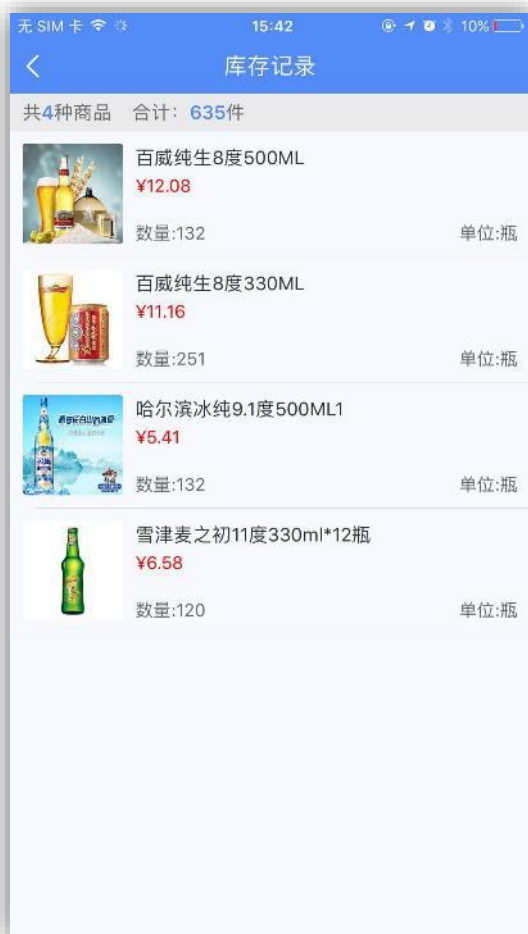 无 SIM 卡 15:42 10%
库存记录
共4种商品 合计：635件
百威纯生8度500ML
¥12.08
数量:132 单位:瓶
百威纯生8度330ML
¥11.16
数量:251 单位:瓶
哈尔滨冰纯9.1度500ML1
¥5.41
数量:132 单位:瓶
雪津麦之初11度330ml*12瓶
¥6.58
数量:120 单位:瓶